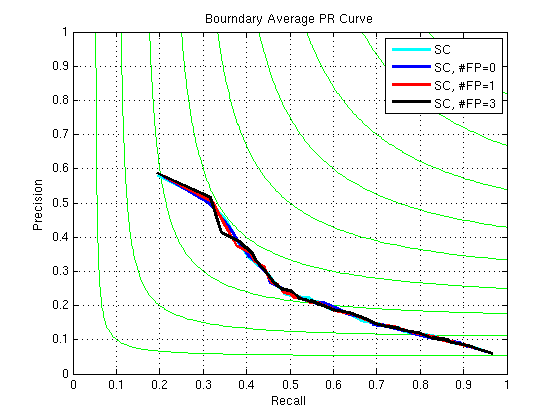 Bourndary Average PR Curve
SC
SC, #FP=0
SC, #FP=1
SC, #FP=3
Precision
1
0.9
0.8
0.7
0.6
0.5
0.4
0.3
0.2
0.1
0
0 0.1 0.2 0.3 0.4 0.5 0.6 0.7 0.8 0.9 1
Recall